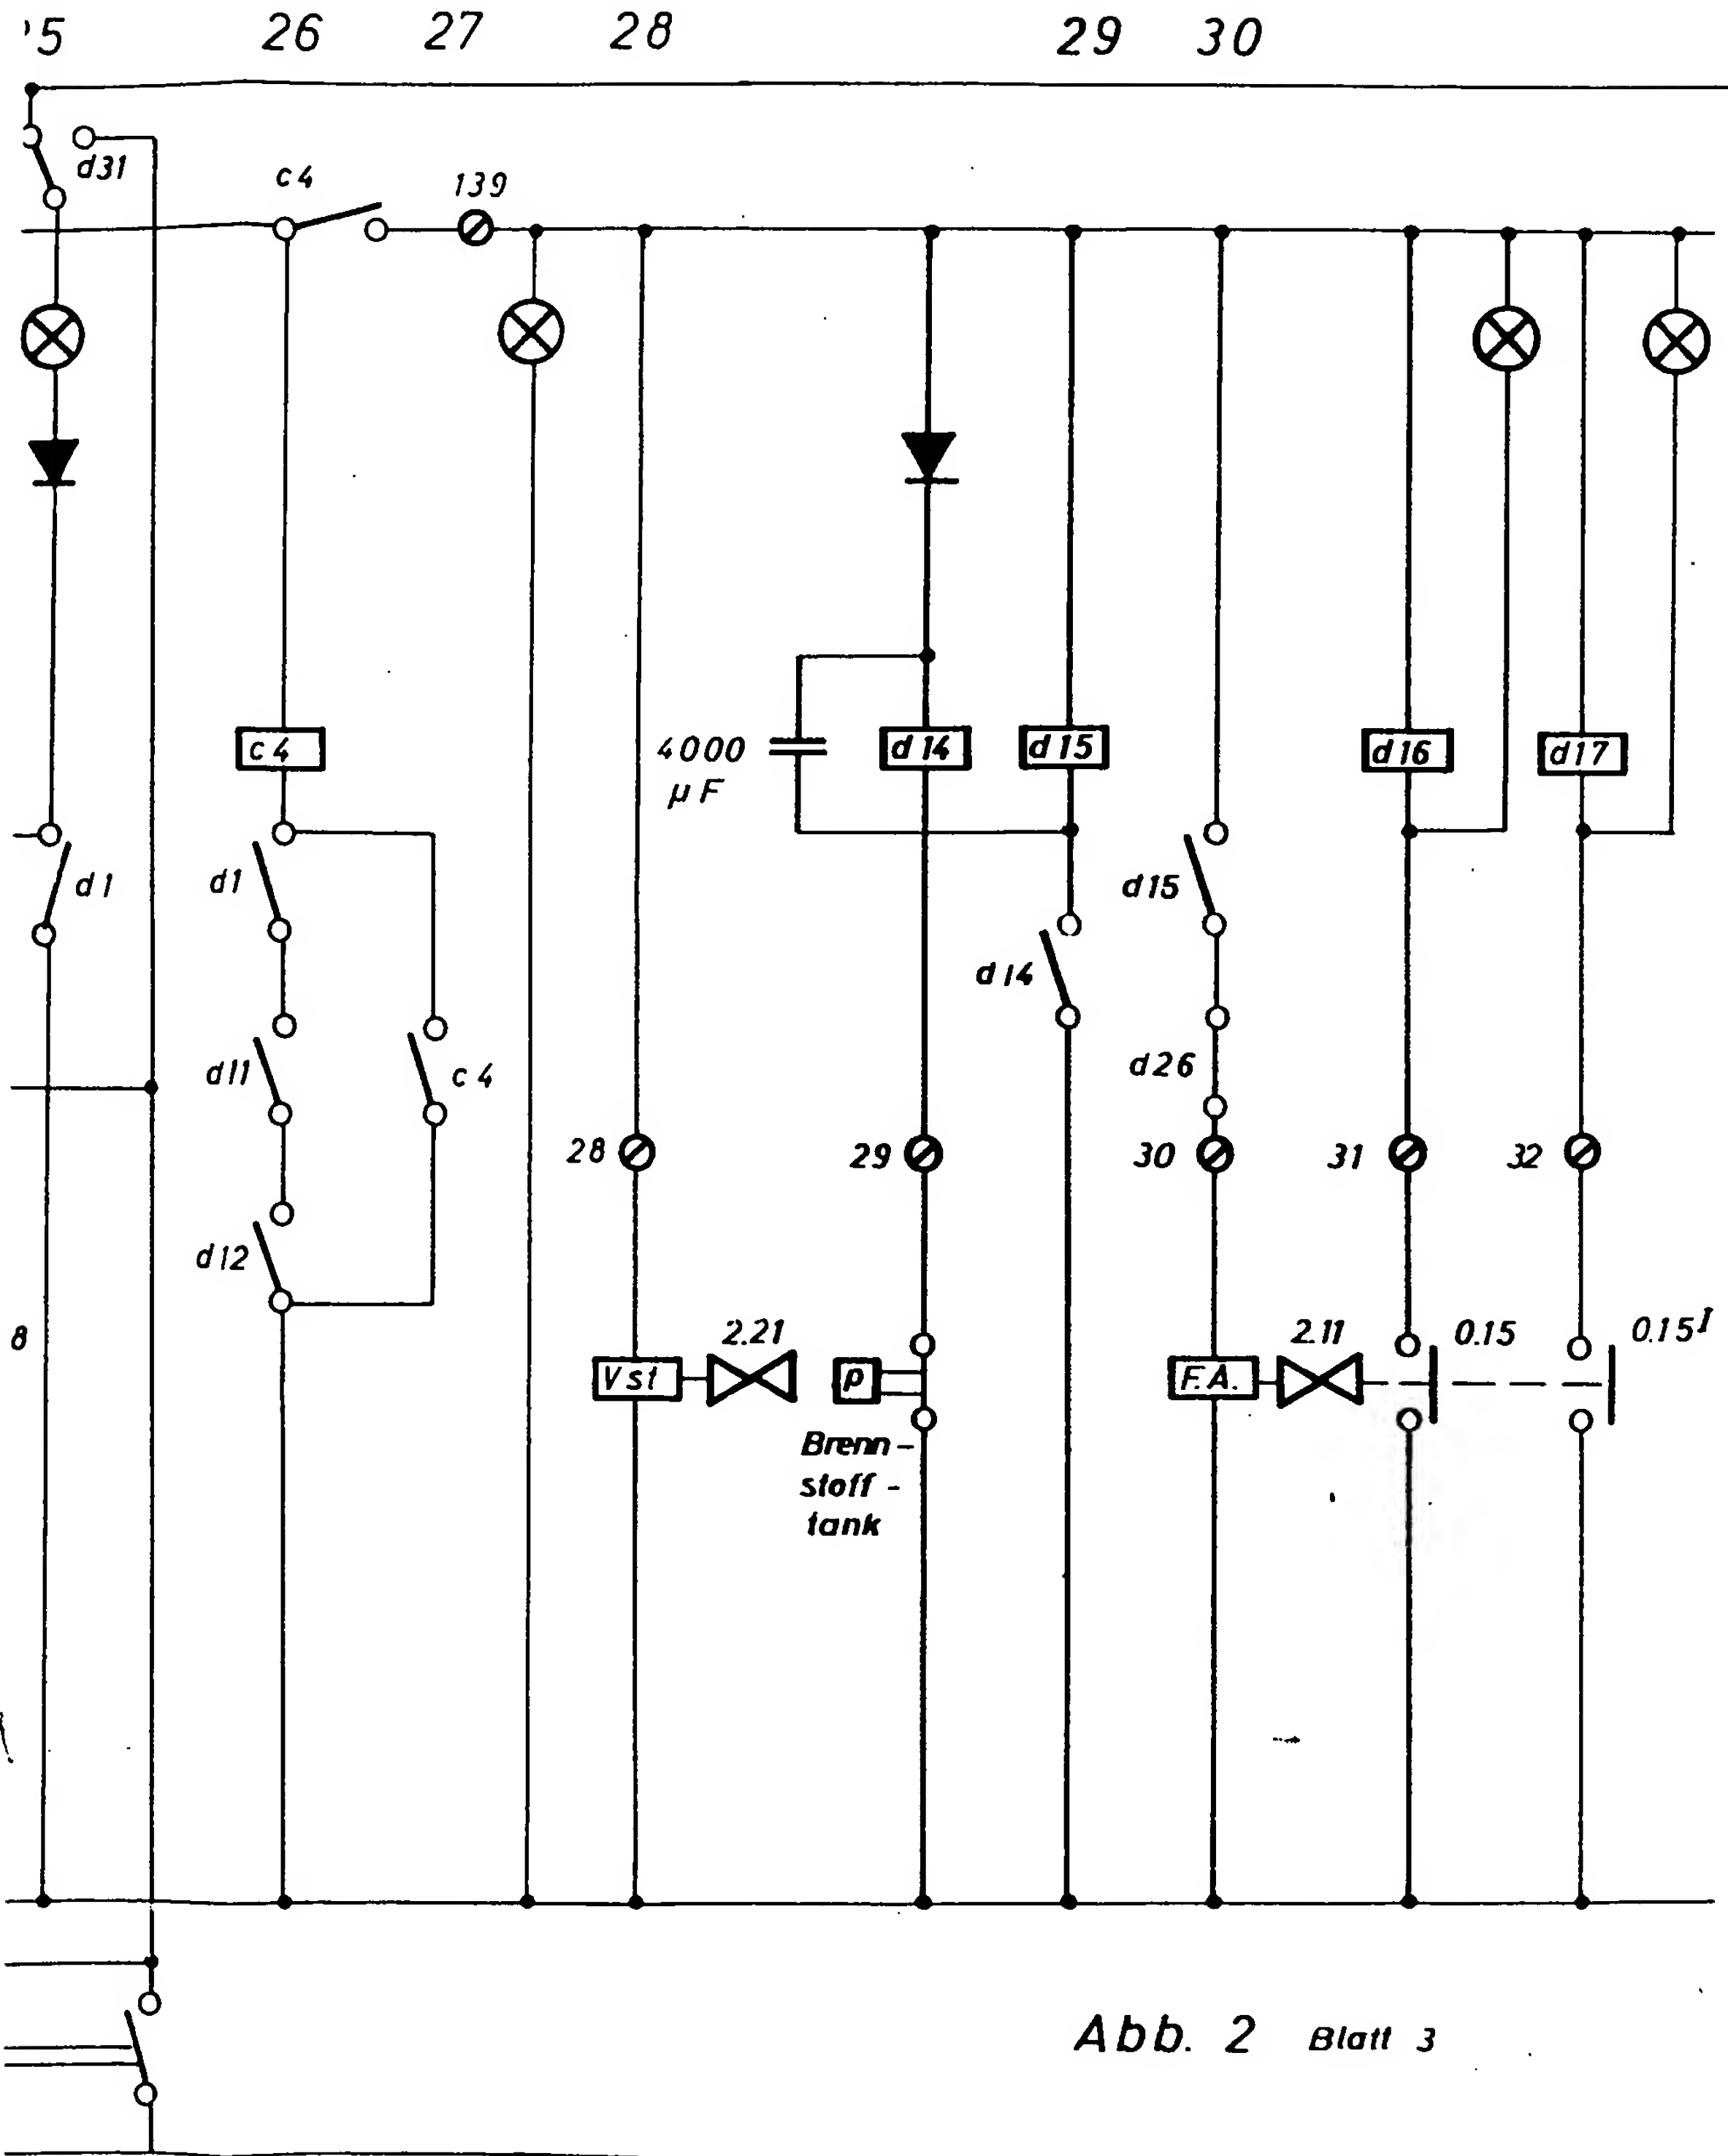 '5 26 27 28 29 30
d31
c4 139
4000
µF
c4 d14 d15 d16 d17
d1 d1 d15
d14
d11 c4 d26
28 29 30 31 32
d12
8 2.21 2.11 0.15 0.15I
Vst P F.A.
Brenn-
stoff-
tank
Abb. 2 Blatt 3